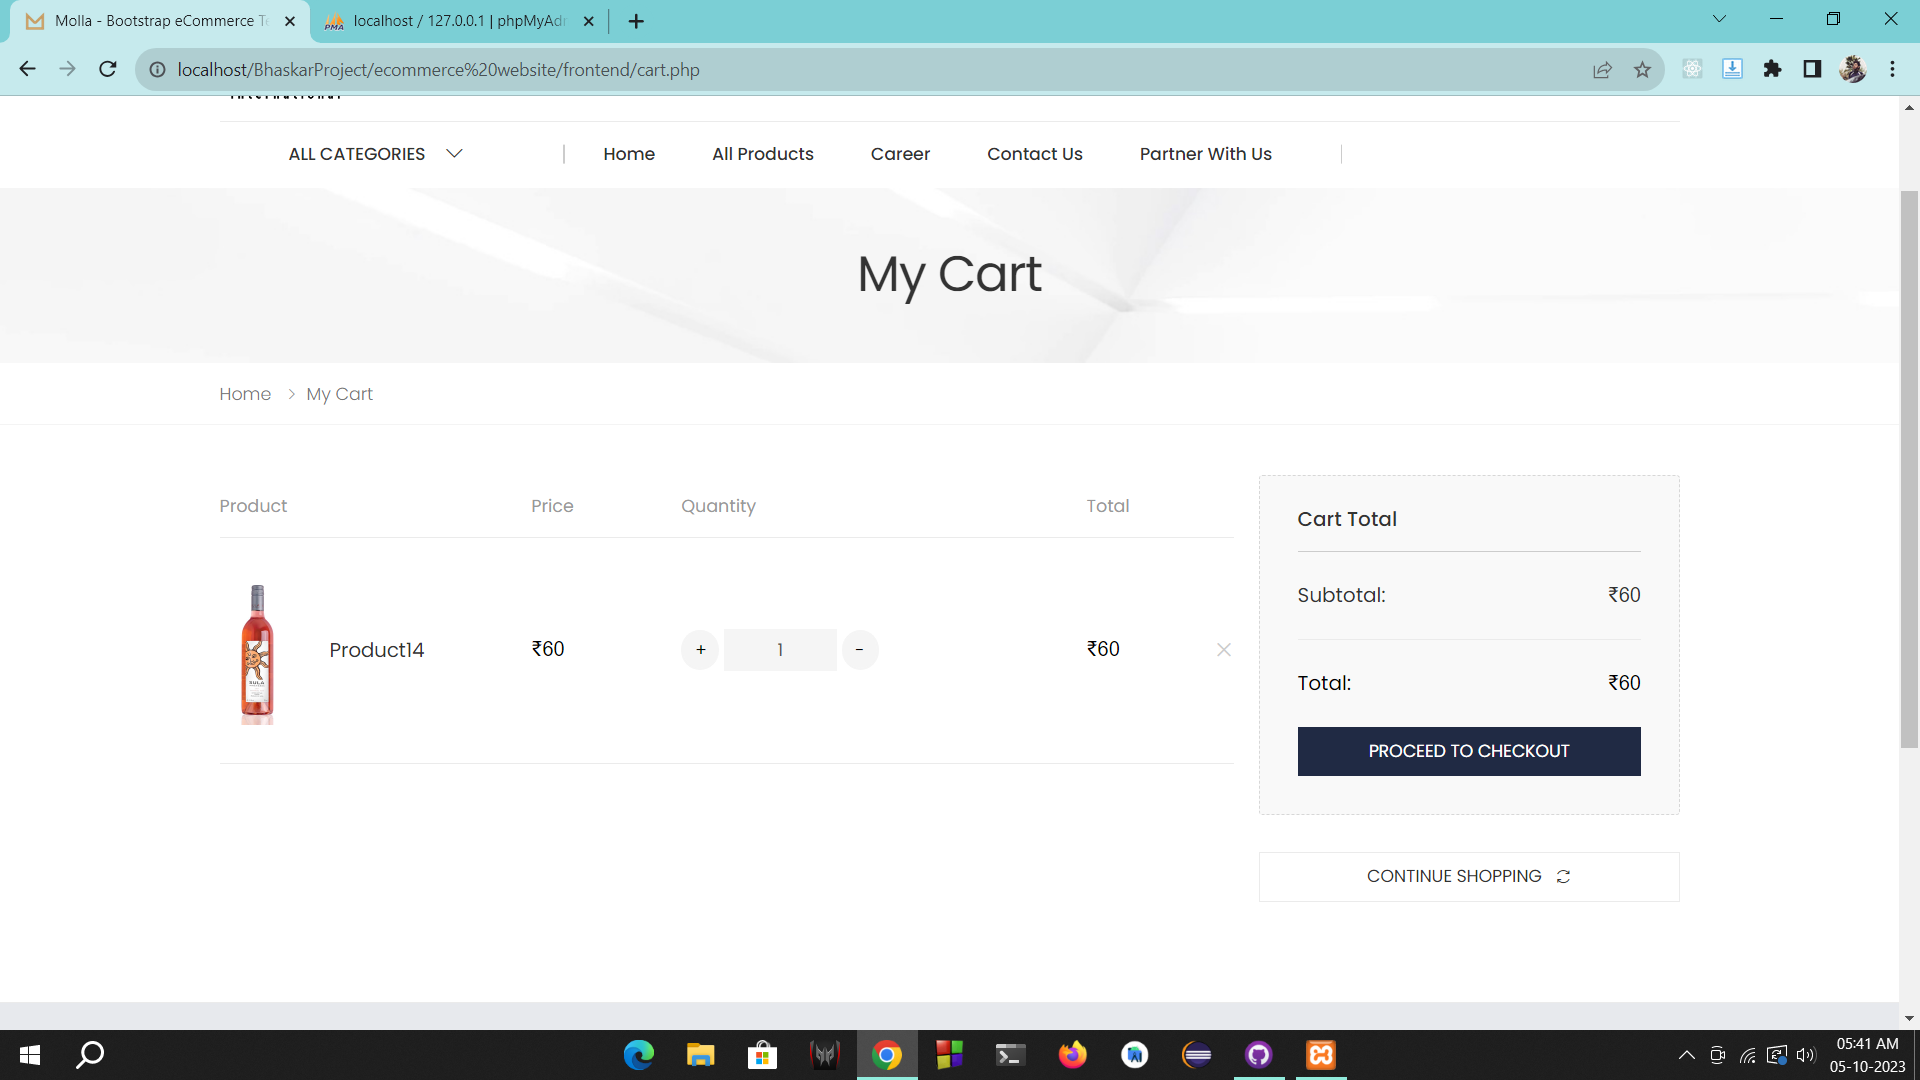 Molla - Bootstrap eCommerce Te
localhost / 127.0.0.1 | phpMyAdr
localhost/BhaskarProject/ecommerce%20website/frontend/cart.php
ALL CATEGORIES
Home
All Products
Career
Contact Us
Partner With Us
My Cart
Home > My Cart
Product Price Quantity Total
SULA
Product14 ₹60 + 1 - ₹60
Cart Total
Subtotal: ₹60
Total: ₹60
PROCEED TO CHECKOUT
CONTINUE SHOPPING
05:41 AM
05-10-2023